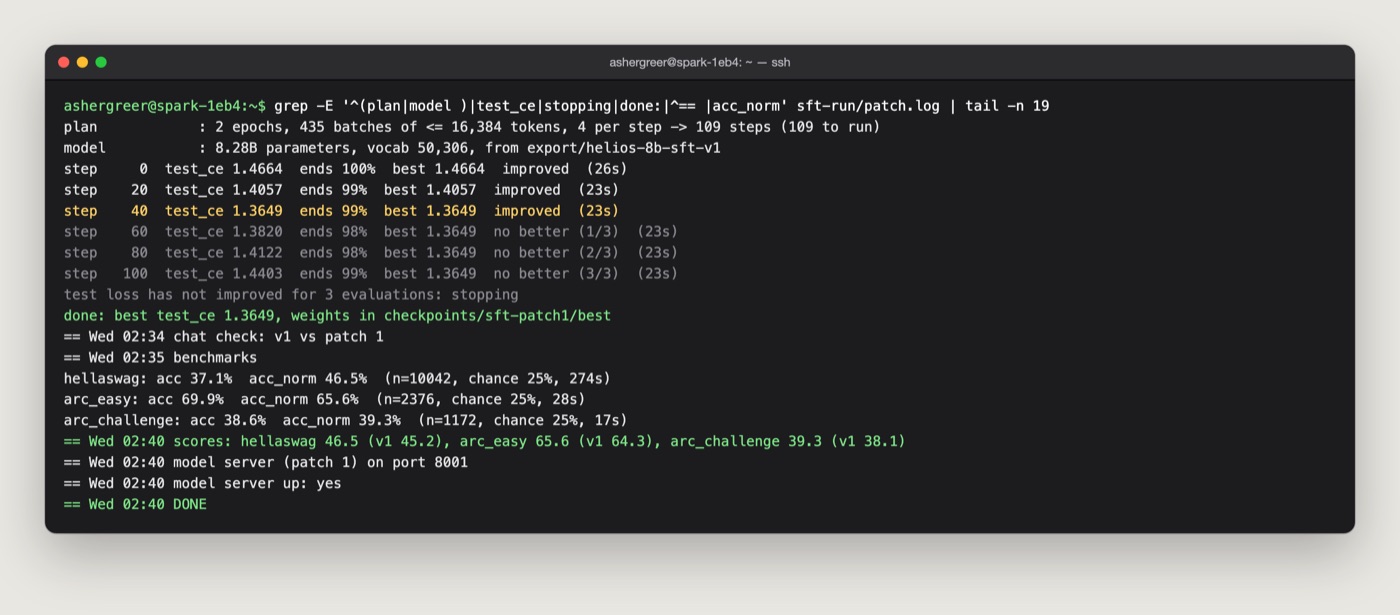 ashergreer@spark-1eb4: ~ — ssh
ashergreer@spark-1eb4:~$ grep -E '^(plan|model )|test_ce|stopping|done:|^== |acc_norm' sft-run/patch.log | tail -n 19
plan            : 2 epochs, 435 batches of <= 16,384 tokens, 4 per step -> 109 steps (109 to run)
model           : 8.28B parameters, vocab 50,306, from export/helios-8b-sft-v1
step     0  test_ce 1.4664  ends 100%  best 1.4664  improved  (26s)
step    20  test_ce 1.4057  ends 99%  best 1.4057  improved  (23s)
step    40  test_ce 1.3649  ends 99%  best 1.3649  improved  (23s)
step    60  test_ce 1.3820  ends 98%  best 1.3649  no better (1/3)  (23s)
step    80  test_ce 1.4122  ends 98%  best 1.3649  no better (2/3)  (23s)
step   100  test_ce 1.4403  ends 99%  best 1.3649  no better (3/3)  (23s)
test loss has not improved for 3 evaluations: stopping
done: best test_ce 1.3649, weights in checkpoints/sft-patch1/best
== Wed 02:34 chat check: v1 vs patch 1
== Wed 02:35 benchmarks
hellaswag: acc 37.1%  acc_norm 46.5%  (n=10042, chance 25%, 274s)
arc_easy: acc 69.9%  acc_norm 65.6%  (n=2376, chance 25%, 28s)
arc_challenge: acc 38.6%  acc_norm 39.3%  (n=1172, chance 25%, 17s)
== Wed 02:40 scores: hellaswag 46.5 (v1 45.2), arc_easy 65.6 (v1 64.3), arc_challenge 39.3 (v1 38.1)
== Wed 02:40 model server (patch 1) on port 8001
== Wed 02:40 model server up: yes
== Wed 02:40 DONE